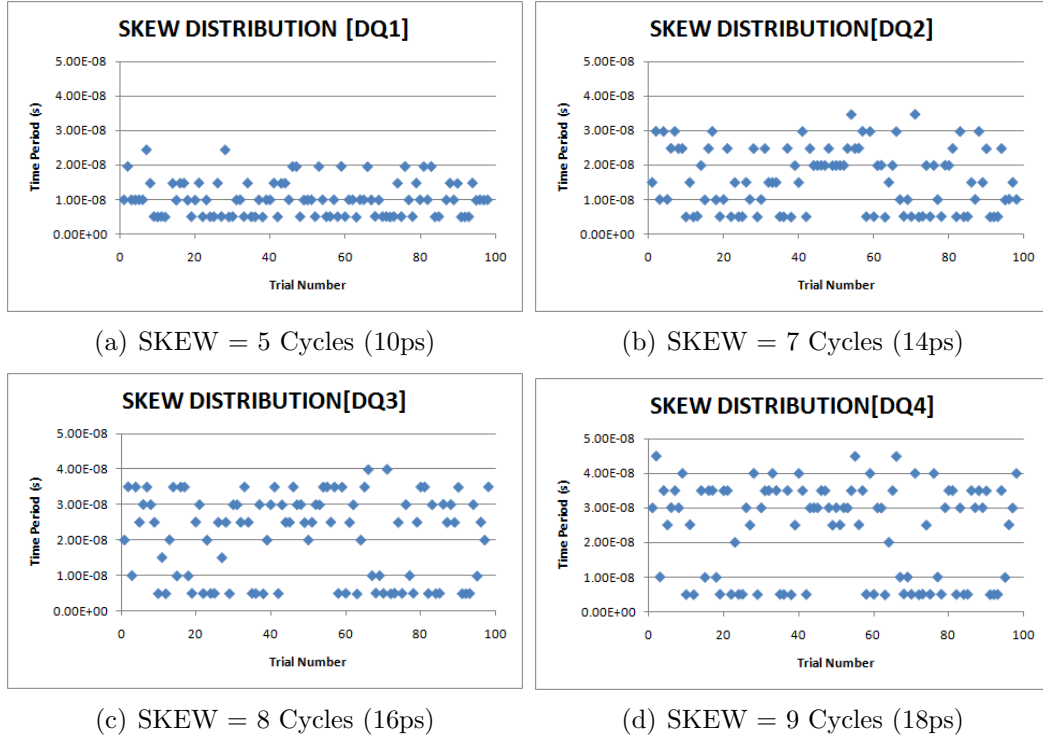 SKEW DISTRIBUTION [DQ1]
5.00E-08
4.00E-08
3.00E-08
2.00E-08
1.00E-08
0.00E+00
Time Period (s)
0 20 40 60 80 100
Trial Number
(a) SKEW = 5 Cycles (10ps)
SKEW DISTRIBUTION[DQ2]
5.00E-08
4.00E-08
3.00E-08
2.00E-08
1.00E-08
0.00E+00
Time Period (s)
0 20 40 60 80 100
Trial Number
(b) SKEW = 7 Cycles (14ps)
SKEW DISTRIBUTION[DQ3]
5.00E-08
4.00E-08
3.00E-08
2.00E-08
1.00E-08
0.00E+00
Time Period (s)
0 20 40 60 80 100
Trial Number
(c) SKEW = 8 Cycles (16ps)
SKEW DISTRIBUTION[DQ4]
5.00E-08
4.00E-08
3.00E-08
2.00E-08
1.00E-08
0.00E+00
Time Period (s)
0 20 40 60 80 100
Trial Number
(d) SKEW = 9 Cycles (18ps)